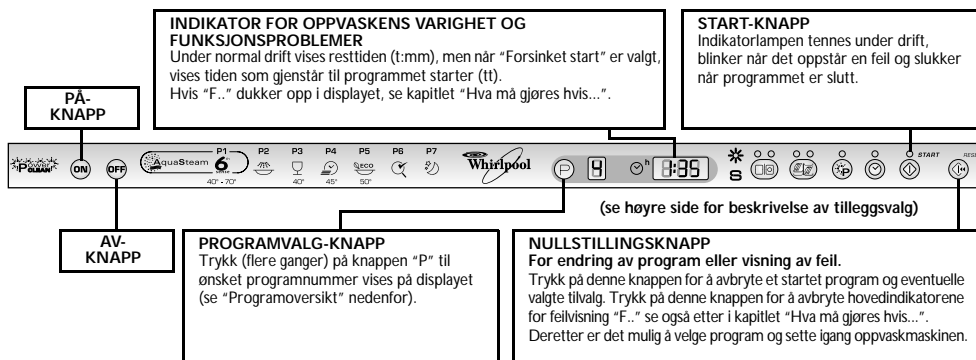 INDIKATOR FOR OPPVASKENS VARIGHET OG
FUNKSJONSPROBLEMER
Under normal drift vises resttiden (t:mm), men når “Forsinket start” er valgt,
vises tiden som gjenstår til programmet starter (tt).
Hvis “F..” dukker opp i displayet, se kapitlet “Hva må gjøres hvis...”.
START-KNAPP
Indikatorlampen tennes under drift,
blinker når det oppstår en feil og slukker
når programmet er slutt.
PÅ-
KNAPP
Power
CLEAN
ON
OFF
AquaSteam
P1
6th
SENSE
40° - 70°
P2
P3
40°
P4
45°
P5
ECO
50°
P6
P7
Whirlpool
P
4
h
1:35
S
P
START
RESET
(se høyre side for beskrivelse av tilleggsvalg)
AV-
KNAPP
PROGRAMVALG-KNAPP
Trykk (flere ganger) på knappen “P” til
ønsket programnummer vises på displayet
(se “Programoversikt” nedenfor).
NULLSTILLINGSKNAPP
For endring av program eller visning av feil.
Trykk på denne knappen for å avbryte et startet program og eventuelle
valgte tilvalg. Trykk på denne knappen for å avbryte hovedindikatorene
for feilvisning “F..” se også etter i kapitlet “Hva må gjøres hvis...”.
Deretter er det mulig å velge program og sette igang oppvaskmaskinen.